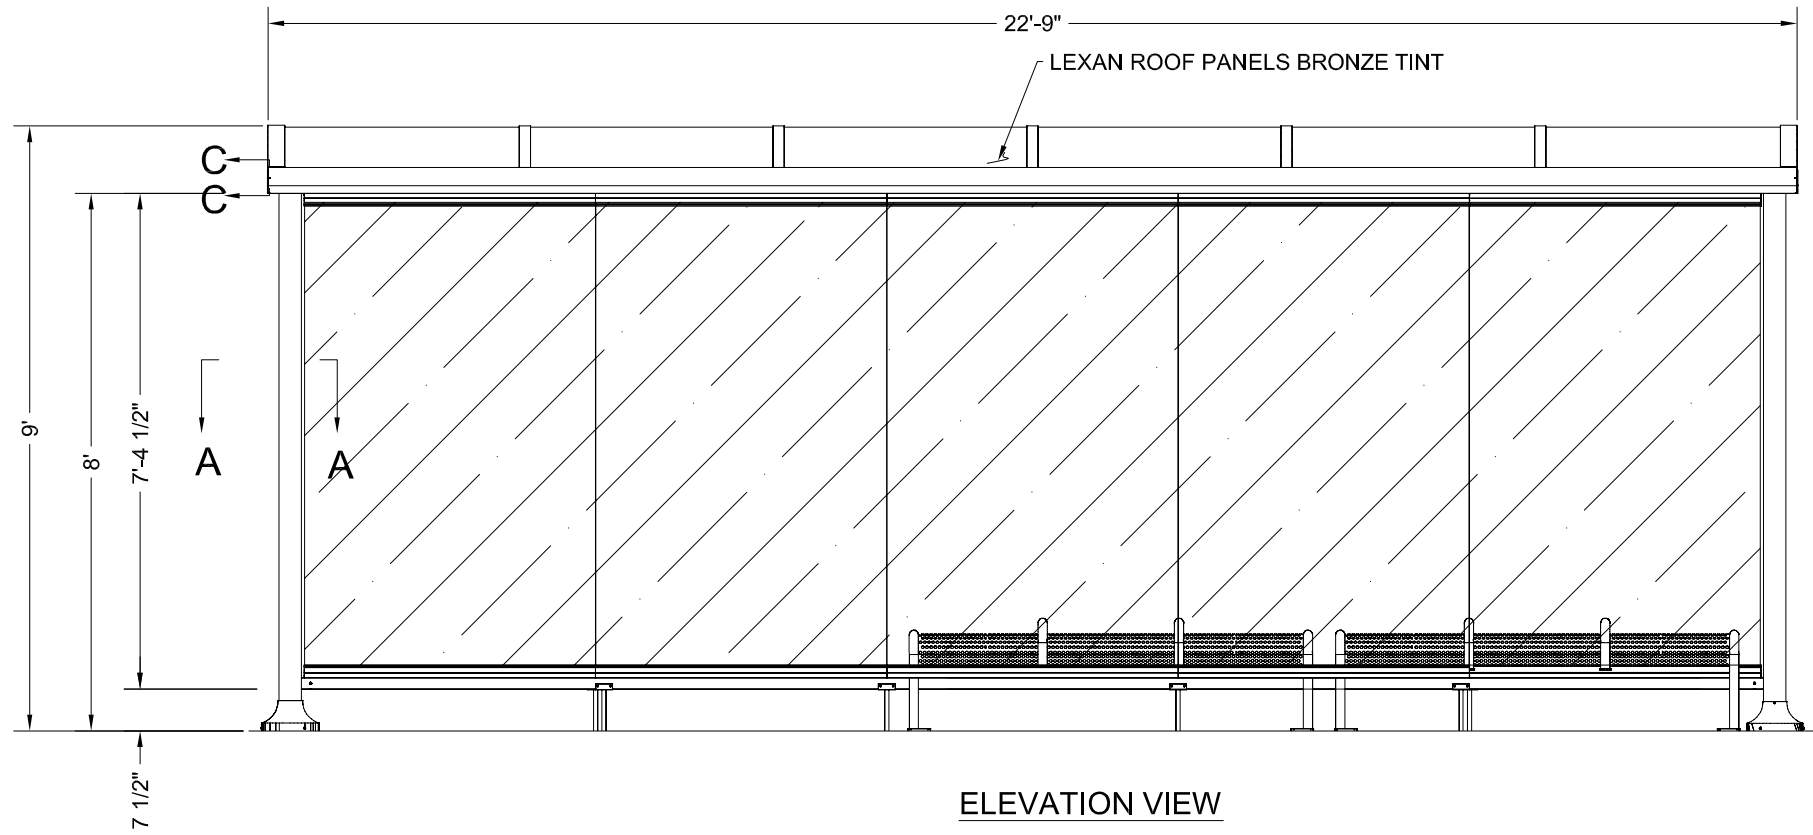 22'-9"
LEXAN ROOF PANELS BRONZE TINT
C
C
9'
8'
7'-4 1/2"
A
A
7 1/2"
ELEVATION VIEW